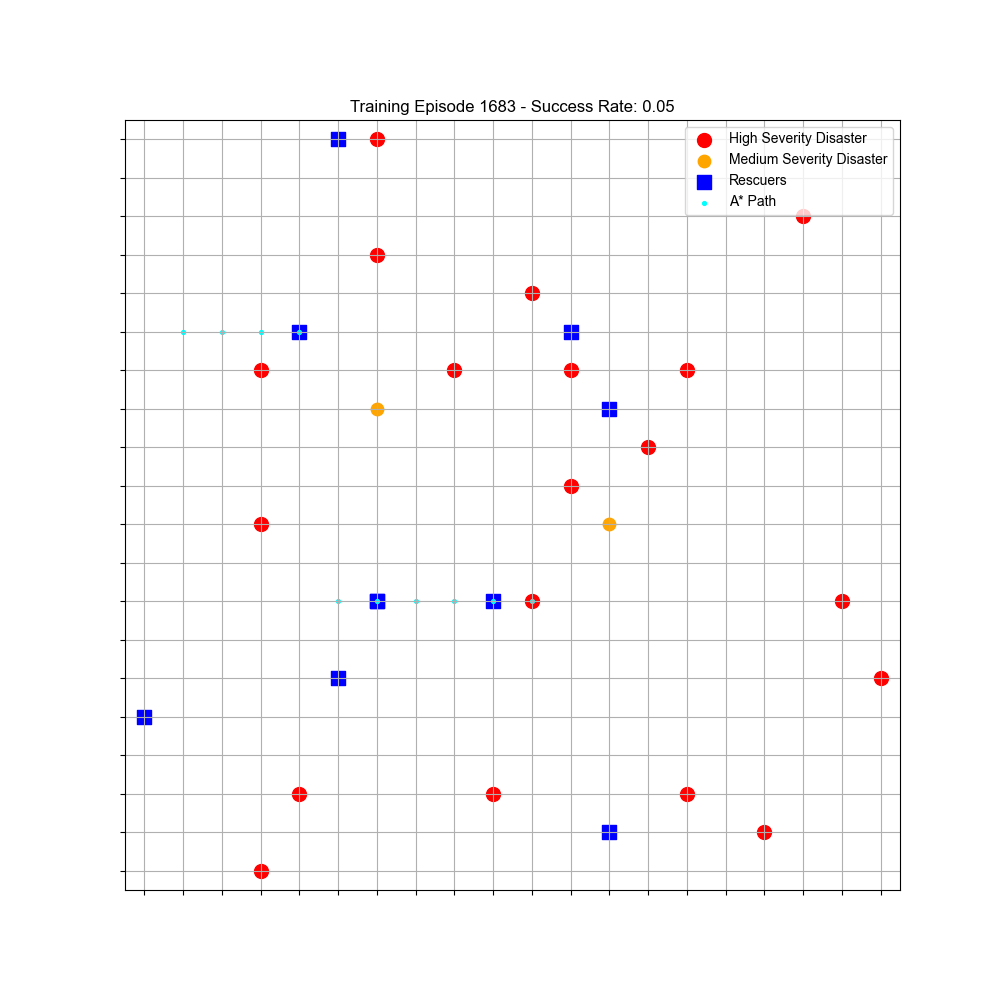 Training Episode 1683 - Success Rate: 0.05
High Severity Disaster
Medium Severity Disaster
Rescuers
A* Path